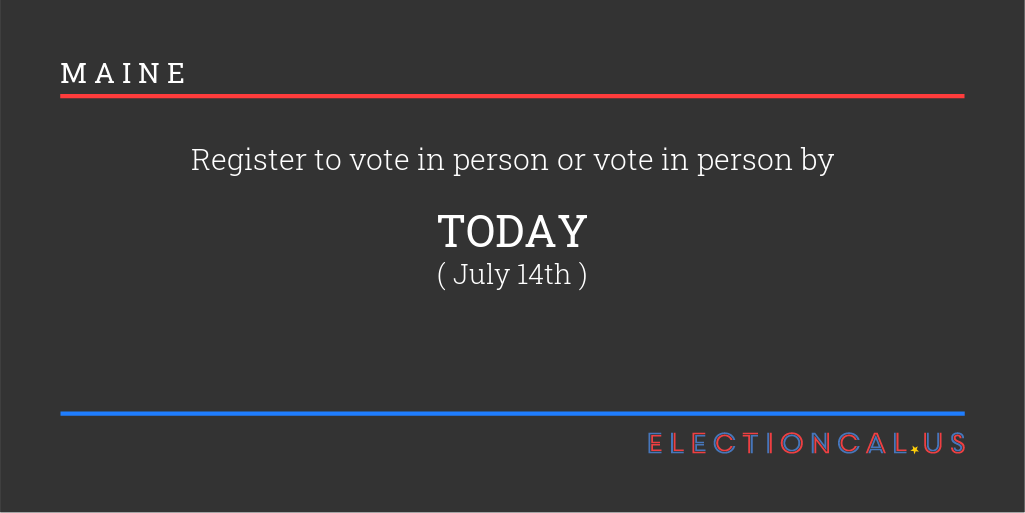 MAINE
Register to vote in person or vote in person by
TODAY
( July 14th )
ELECTIONCAL.US